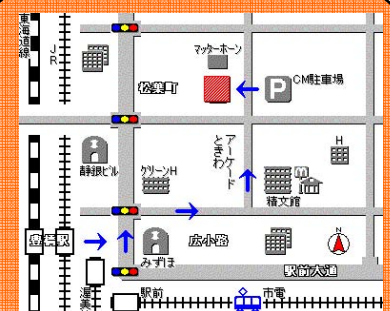 東海道線
JR
マッターホーン
松葉町
P
CM駐車場
アーケード
ときわ
H
静銀ビル
グリーンH
M
精文館
N
豊橋駅
広小路
みずほ
駅前大通
渥美
駅前
市電